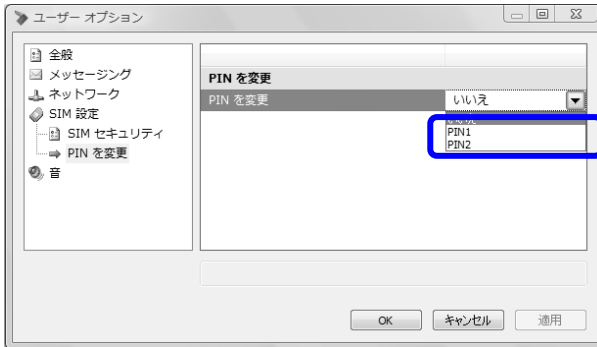 ユーザー オプション
全般
メッセージング
ネットワーク
SIM 設定
SIM セキュリティ
PIN を変更
音
PIN を変更
PIN を変更 いいえ
いいえ
PIN1
PIN2
OK キャンセル 適用